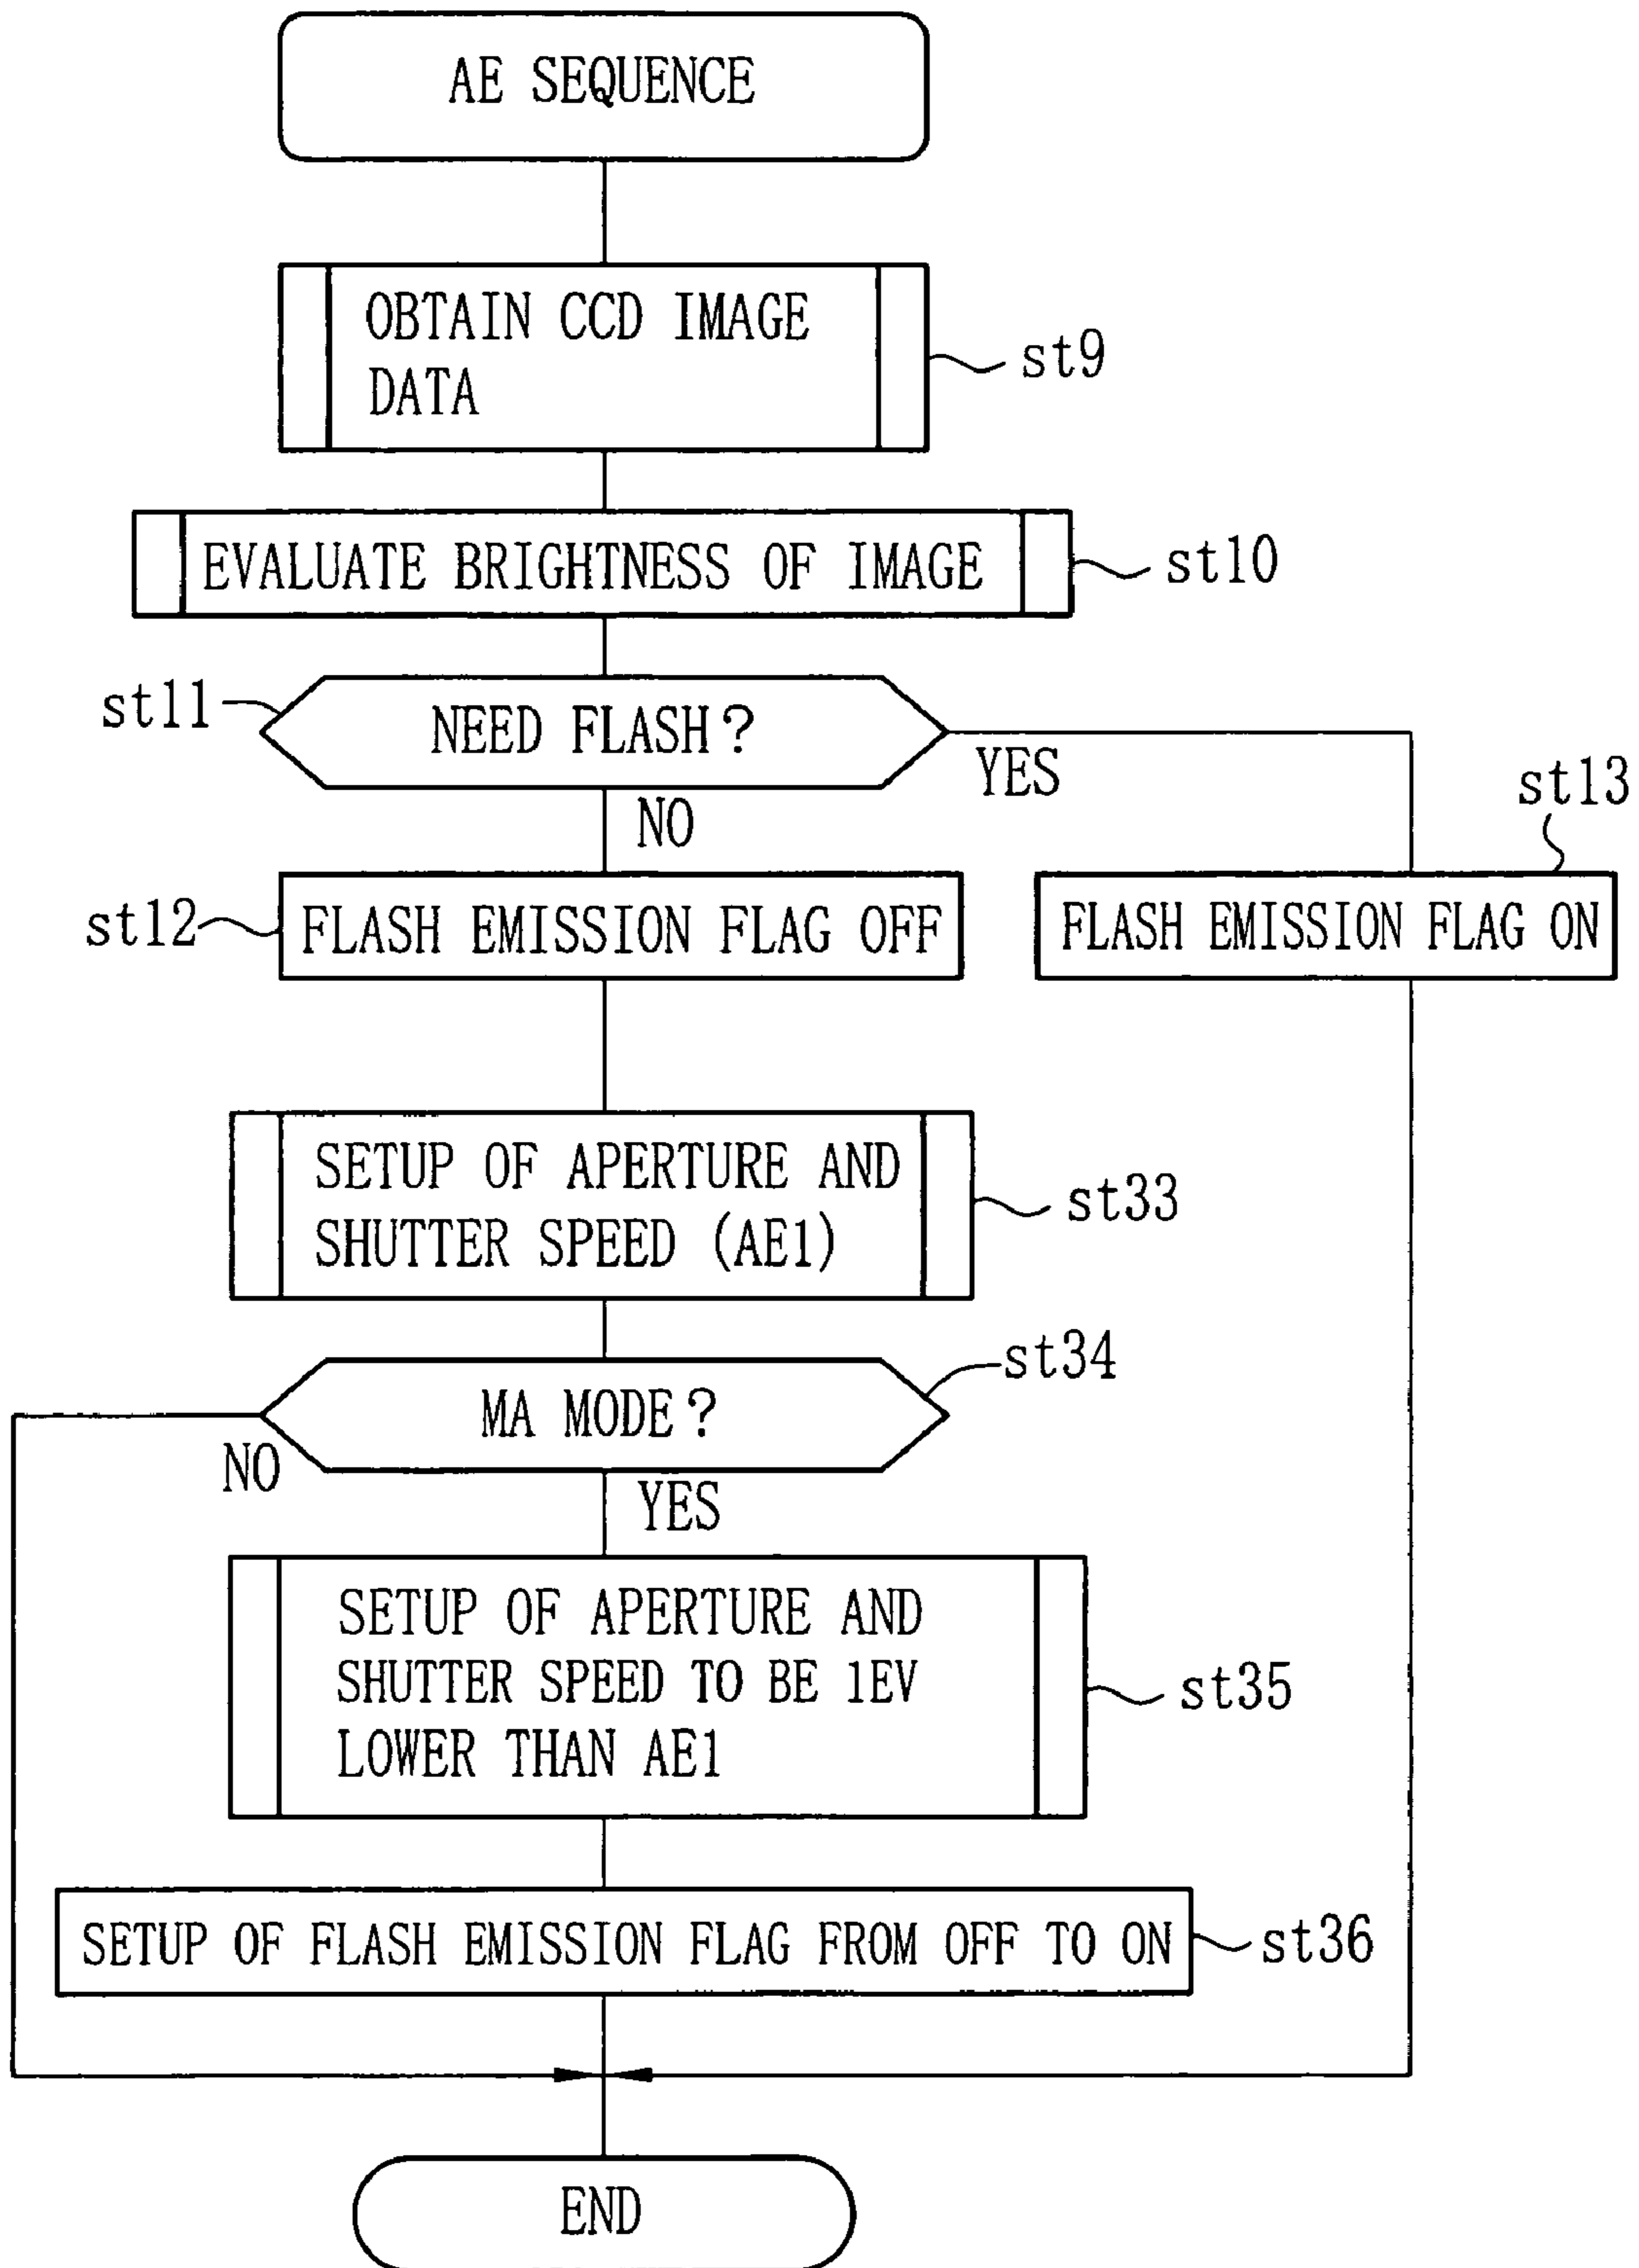 AE SEQUENCE
OBTAIN CCD IMAGE
DATA
st9
EVALUATE BRIGHTNESS OF IMAGE
st10
st11
NEED FLASH?
YES
NO
st13
st12
FLASH EMISSION FLAG OFF
FLASH EMISSION FLAG ON
SETUP OF APERTURE AND
SHUTTER SPEED (AE1)
st33
st34
MA MODE?
NO
YES
SETUP OF APERTURE AND
SHUTTER SPEED TO BE 1EV
LOWER THAN AE1
st35
SETUP OF FLASH EMISSION FLAG FROM OFF TO ON
st36
END